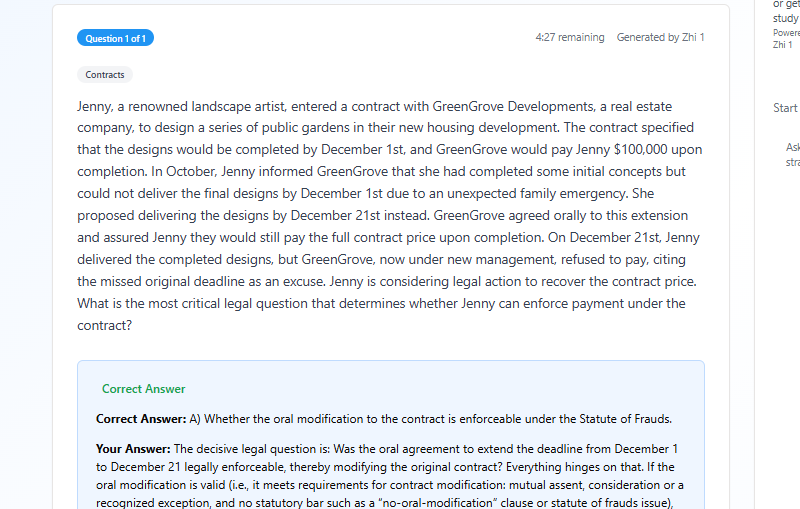 Question 1 of 1
4:27 remaining Generated by Zhi 1
Contracts
Jenny, a renowned landscape artist, entered a contract with GreenGrove Developments, a real estate
company, to design a series of public gardens in their new housing development. The contract specified
that the designs would be completed by December 1st, and GreenGrove would pay Jenny $100,000 upon
completion. In October, Jenny informed GreenGrove that she had completed some initial concepts but
could not deliver the final designs by December 1st due to an unexpected family emergency. She
proposed delivering the designs by December 21st instead. GreenGrove agreed orally to this extension
and assured Jenny they would still pay the full contract price upon completion. On December 21st, Jenny
delivered the completed designs, but GreenGrove, now under new management, refused to pay, citing
the missed original deadline as an excuse. Jenny is considering legal action to recover the contract price.
What is the most critical legal question that determines whether Jenny can enforce payment under the
contract?
Correct Answer
Correct Answer: A) Whether the oral modification to the contract is enforceable under the Statute of Frauds.
Your Answer: The decisive legal question is: Was the oral agreement to extend the deadline from December 1
to December 21 legally enforceable, thereby modifying the original contract? Everything hinges on that. If the
oral modification is valid (i.e., it meets requirements for contract modification: mutual assent, consideration or a
recognized exception, and no statutory bar such as a "no-oral-modification" clause or statute of frauds issue),
or get
study
Powere
Zhi 1
Start
Ask
stra